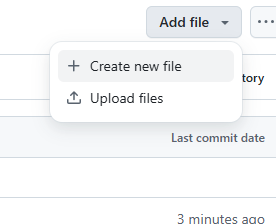 Add file
Create new file
tory
Upload files
Last commit date
3 minutes ago